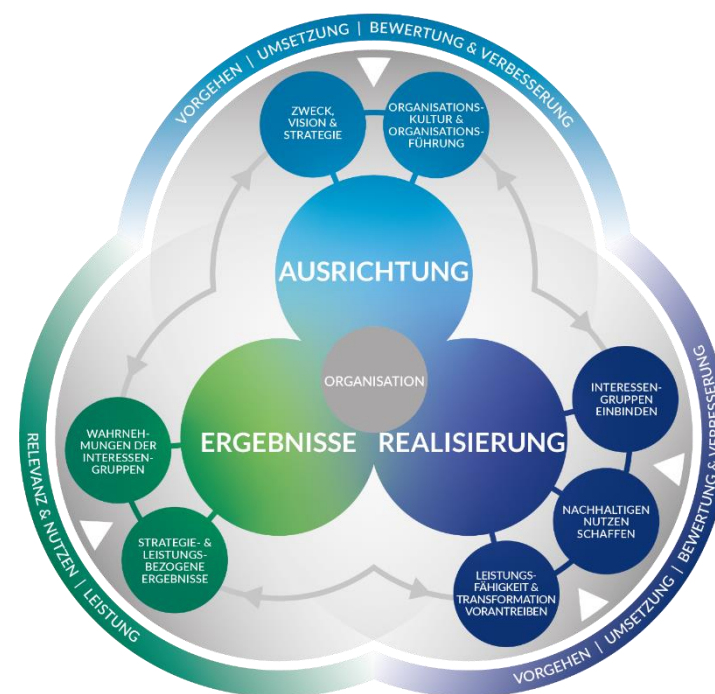 VORGEHEN | UMSETZUNG | BEWERTUNG & VERBESSERUNG
ZWECK,
VISION &
STRATEGIE
ORGANISATIONS-
KULTUR &
ORGANISATIONS-
FÜHRUNG
AUSRICHTUNG
ORGANISATION
ERGEBNISSE
REALISIERUNG
WAHRNEH-
MUNGEN DER
INTERESSEN-
GRUPPEN
STRATEGIE- &
LEISTUNGS-
BEZOGENE
ERGEBNISSE
INTERESSEN-
GRUPPEN
EINBINDEN
NACHHALTIGEN
NUTZEN
SCHAFFEN
LEISTUNGS-
FÄHIGKEIT &
TRANSFORMATION
VORANTREIBEN
RELEVANZ & NUTZEN | LEISTUNG
VORGEHEN | UMSETZUNG | BEWERTUNG & VERBESSERUNG